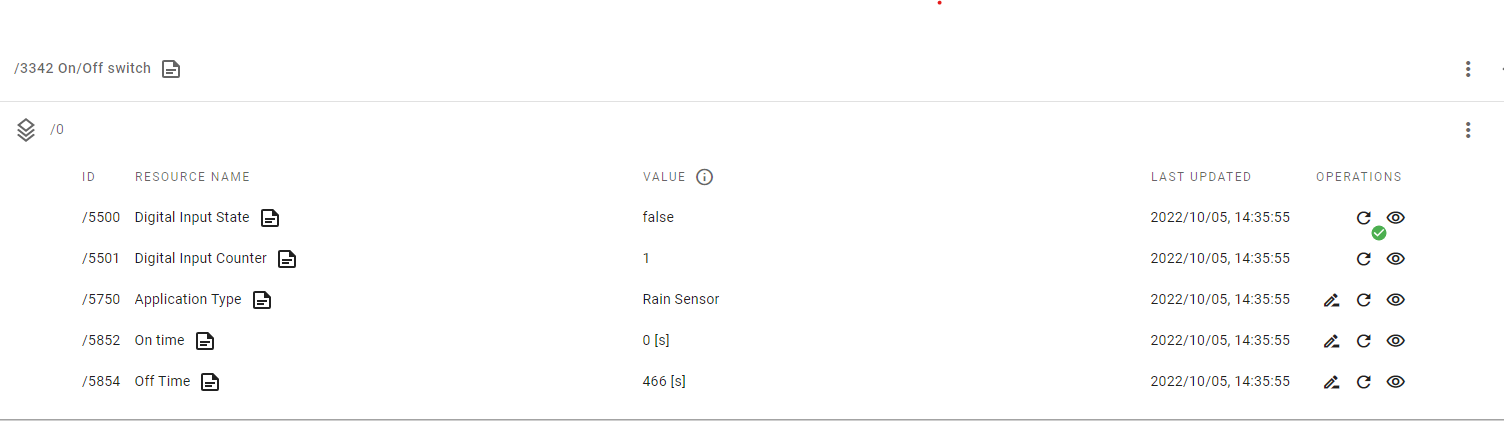 /3342 On/Off switch
/0
ID RESOURCE NAME VALUE LAST UPDATED OPERATIONS
/5500 Digital Input State false 2022/10/05, 14:35:55
/5501 Digital Input Counter 1 2022/10/05, 14:35:55
/5750 Application Type Rain Sensor 2022/10/05, 14:35:55
/5852 On time 0 [s] 2022/10/05, 14:35:55
/5854 Off Time 466 [s] 2022/10/05, 14:35:55